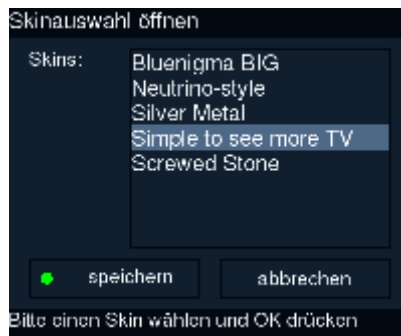 Skinauswahl öffnen
Skins:
Bluenigma BIG
Neutrino-style
Silver Metal
Simple to see more TV
Screwed Stone
speichern
abbrechen
Bitte einen Skin wählen und OK drücken